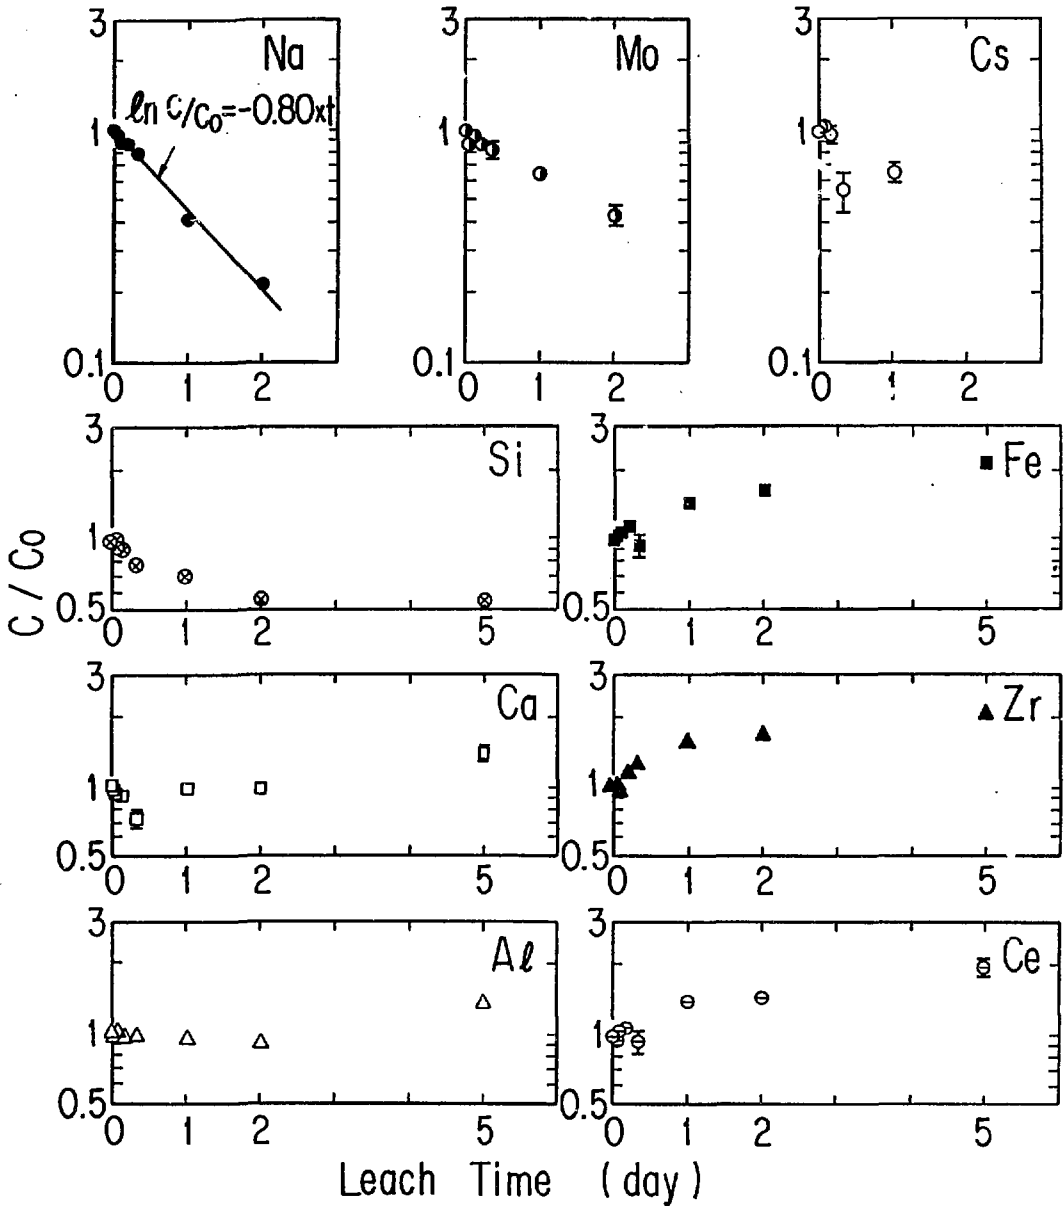 3 3 3
Na Mo Cs
ln C/C0=-0.80xt
1 1 1
0.1 0.1 0.1
0 1 2 0 1 2 0 1 2
3 Si 3 Fe
1 1
0.5 0.5
0 1 2 5 0 1 2 5
C / C0
3 Ca 3 Zr
1 1
0.5 0.5
0 1 2 5 0 1 2 5
3 Al 3 Ce
1 1
0.5 0.5
0 1 2 5 0 1 2 5
Leach Time (day)